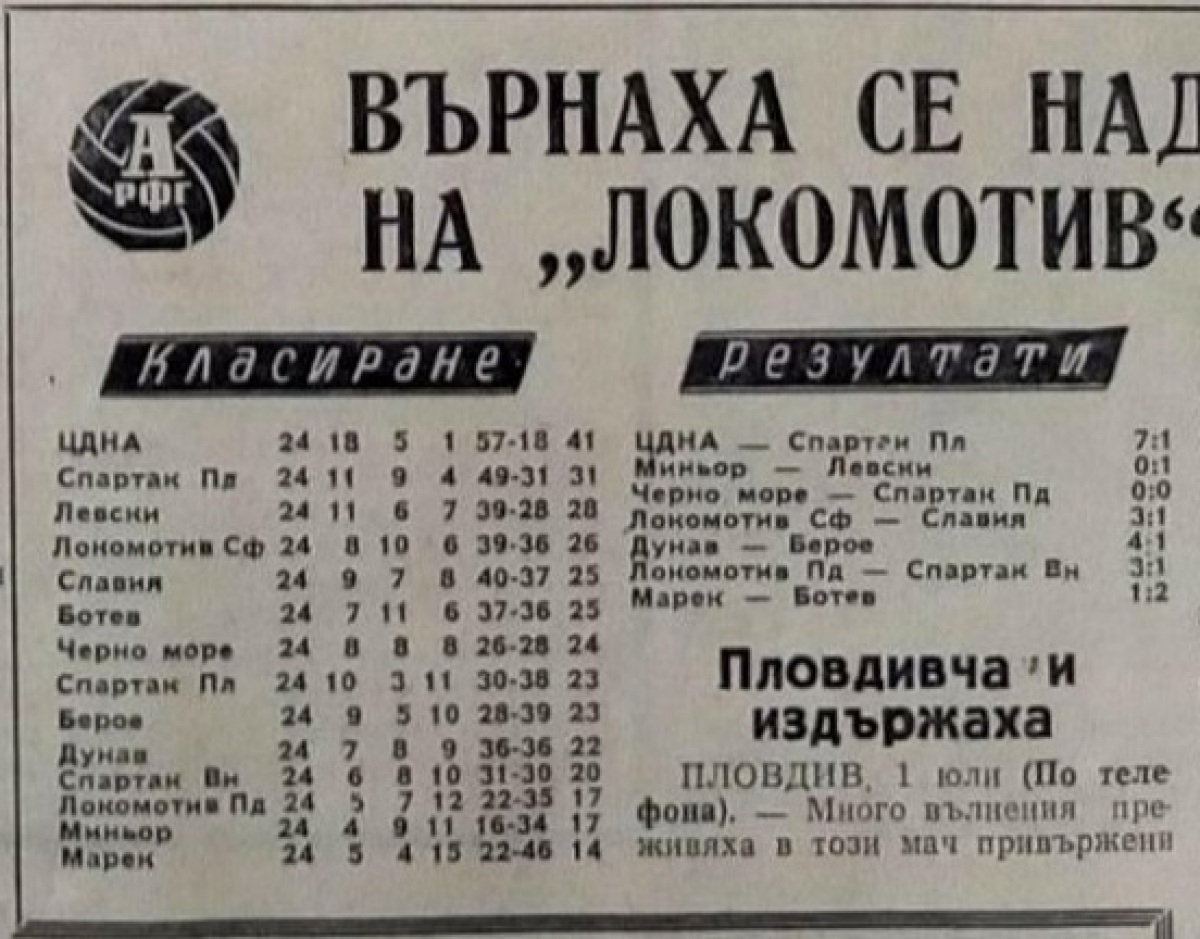 А
РФГ
ВЪРНАХА СЕ НАД
НА „ЛОКОМОТИВ“
Класиране
ЦДНА 24 18 5 1 57-18 41
Спартак Пд 24 11 9 4 49-31 31
Левски 24 11 6 7 39-28 28
Локомотив Сф 24 8 10 6 39-36 26
Славия 24 9 7 8 40-37 25
Ботев 24 7 11 6 37-36 25
Черно море 24 8 8 8 26-28 24
Спартак Пл 24 10 3 11 30-38 23
Берое 24 9 5 10 28-39 23
Дунав 24 7 8 9 36-36 22
Спартак Вн 24 6 8 10 31-30 20
Локомотив Пд 24 5 7 12 22-35 17
Миньор 24 4 9 11 16-34 17
Марек 24 5 4 15 22-46 14
Резултати
ЦДНА — Спартак Пл 7:1
Миньор — Левски 0:1
Черно море — Спартак Пд 0:0
Локомотив Сф — Славия 3:1
Дунав — Берое 4:1
Локомотив Пд — Спартак Вн 3:1
Марек — Ботев 1:2
Пловдивча и
издържаха
ПЛОВДИВ, 1 юли (По теле
фона). — Много вълнения пре-
живяха в този мач привържени